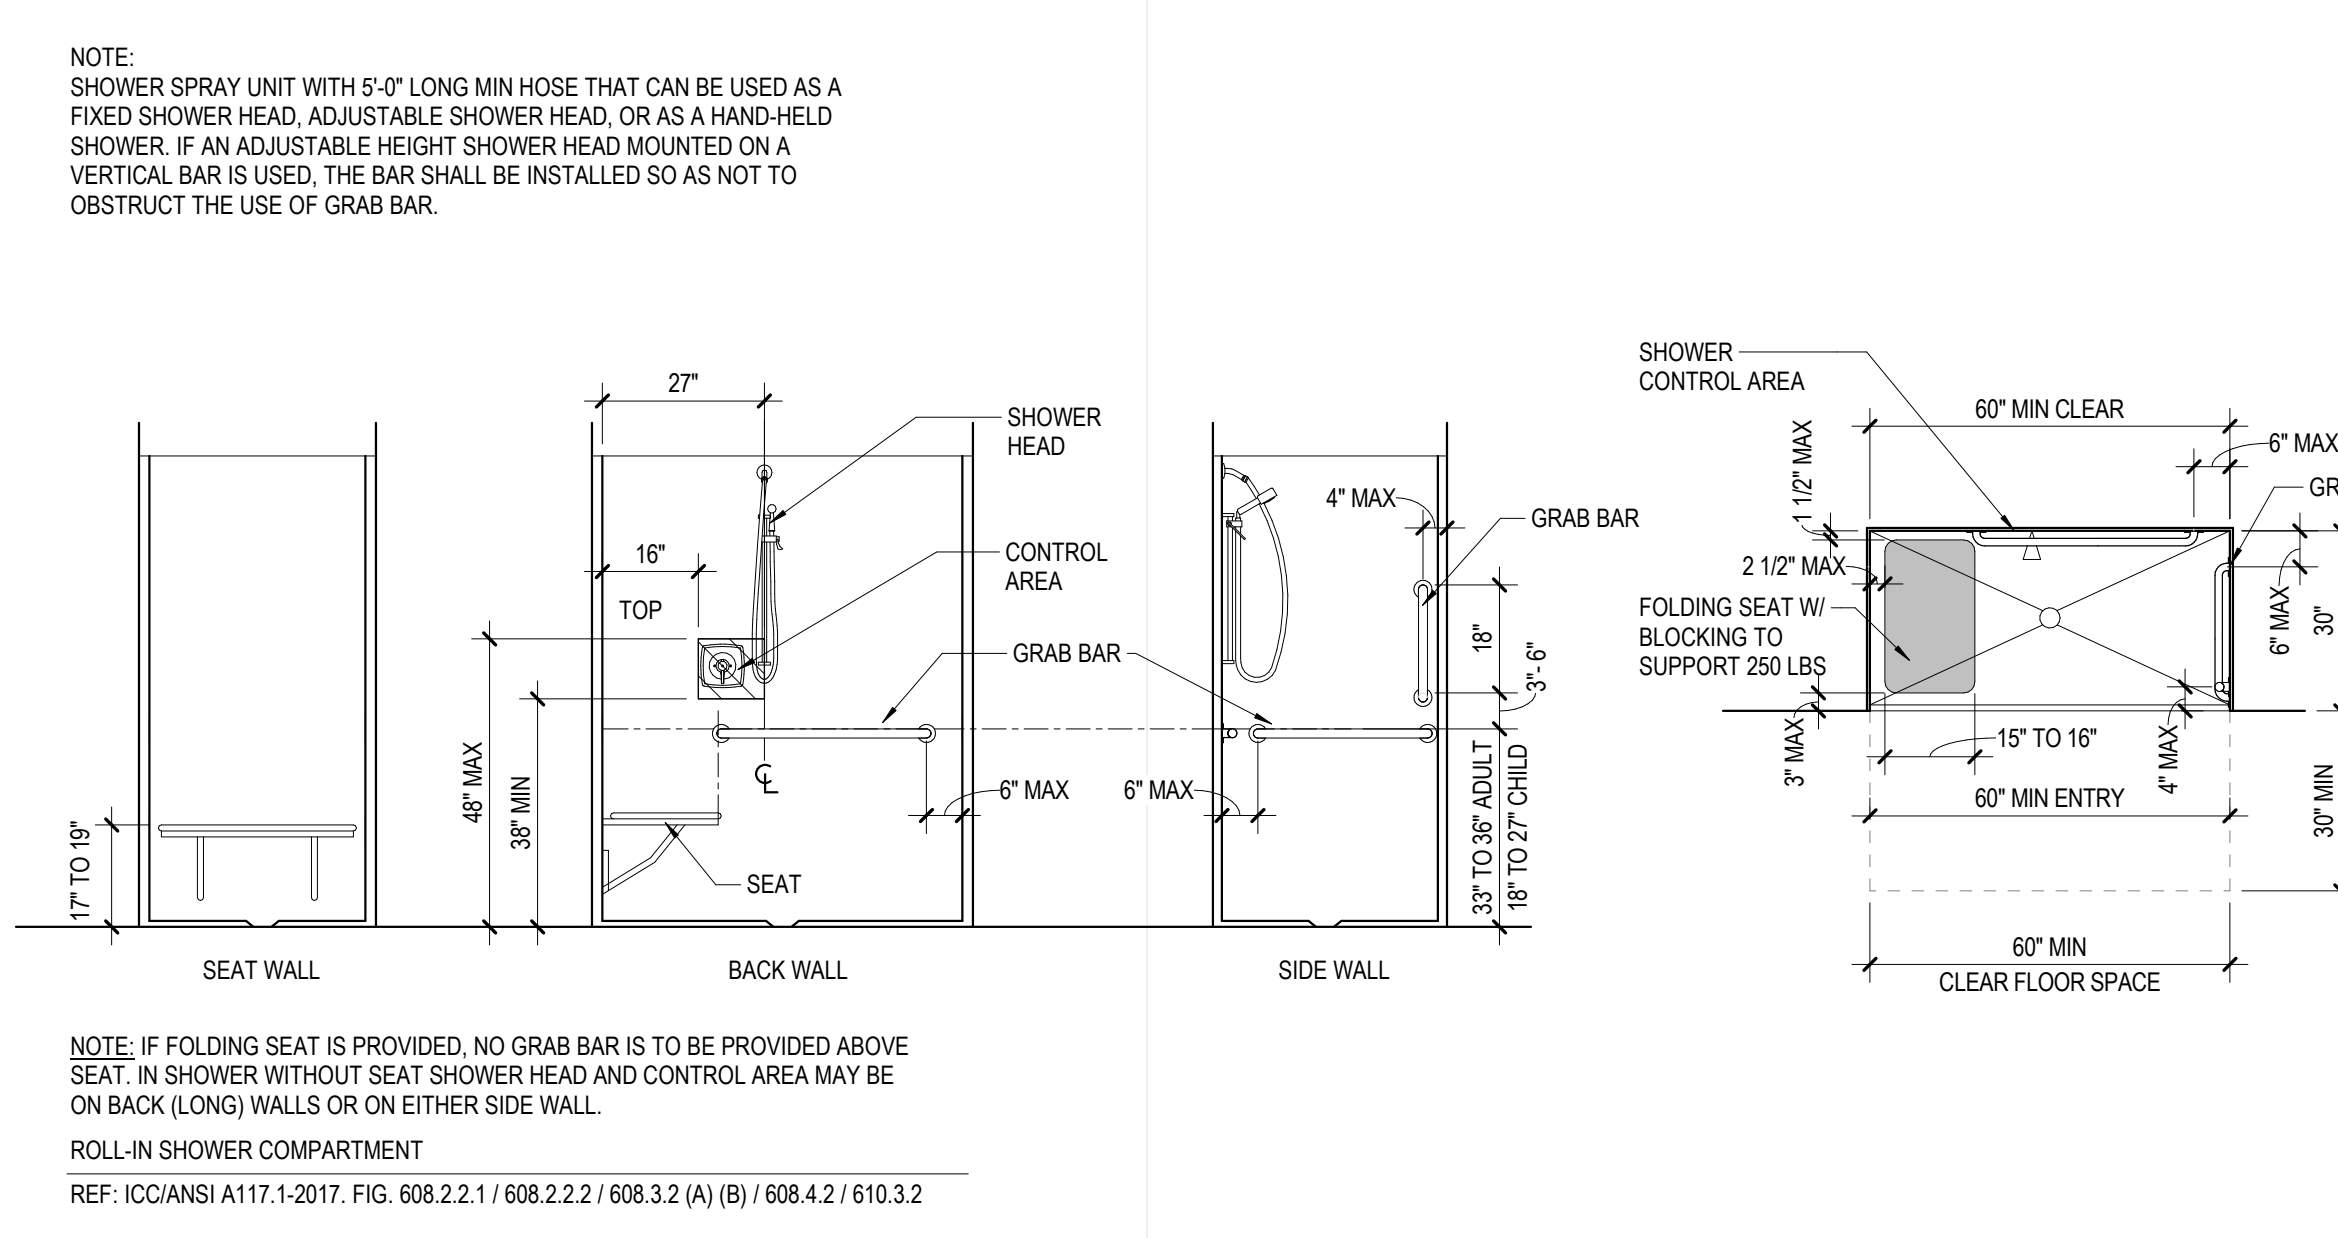 NOTE:
SHOWER SPRAY UNIT WITH 5'-0" LONG MIN HOSE THAT CAN BE USED AS A
FIXED SHOWER HEAD, ADJUSTABLE SHOWER HEAD, OR AS A HAND-HELD
SHOWER. IF AN ADJUSTABLE HEIGHT SHOWER HEAD MOUNTED ON A
VERTICAL BAR IS USED, THE BAR SHALL BE INSTALLED SO AS NOT TO
OBSTRUCT THE USE OF GRAB BAR.
17" TO 19"
SEAT WALL
27"
SHOWER
HEAD
16"
TOP
CONTROL
AREA
48" MAX
38" MIN
GRAB BAR
CL
6" MAX
SEAT
BACK WALL
4" MAX
GRAB BAR
18"
3'- 6"
6" MAX
33" TO 36" ADULT
18" TO 27" CHILD
SIDE WALL
SHOWER
CONTROL AREA
60" MIN CLEAR
6" MAX
1 1/2" MAX
GR
2 1/2" MAX
FOLDING SEAT W/
BLOCKING TO
SUPPORT 250 LBS
6" MAX
30"
3" MAX
15" TO 16"
4" MAX
60" MIN ENTRY
30" MIN
60" MIN
CLEAR FLOOR SPACE
NOTE: IF FOLDING SEAT IS PROVIDED, NO GRAB BAR IS TO BE PROVIDED ABOVE
SEAT. IN SHOWER WITHOUT SEAT SHOWER HEAD AND CONTROL AREA MAY BE
ON BACK (LONG) WALLS OR ON EITHER SIDE WALL.
ROLL-IN SHOWER COMPARTMENT
REF: ICC/ANSI A117.1-2017. FIG. 608.2.2.1 / 608.2.2.2 / 608.3.2 (A) (B) / 608.4.2 / 610.3.2